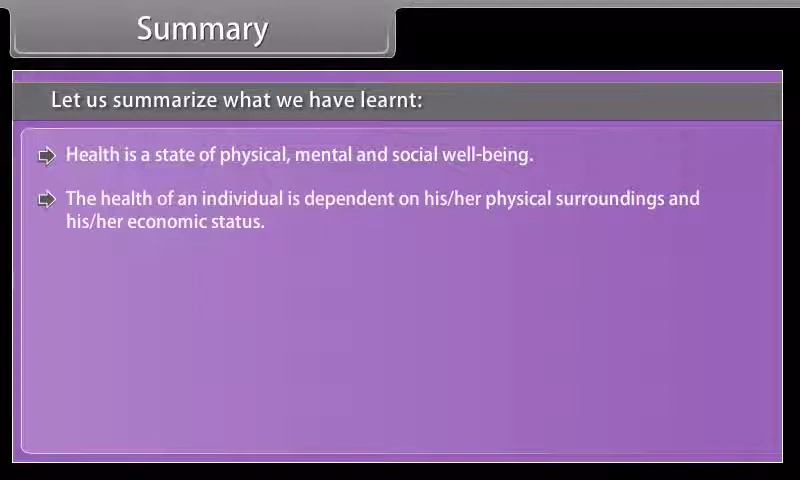 Summary
Let us summarize what we have learnt:
Health is a state of physical, mental and social well-being.
The health of an individual is dependent on his/her physical surroundings and
his/her economic status.